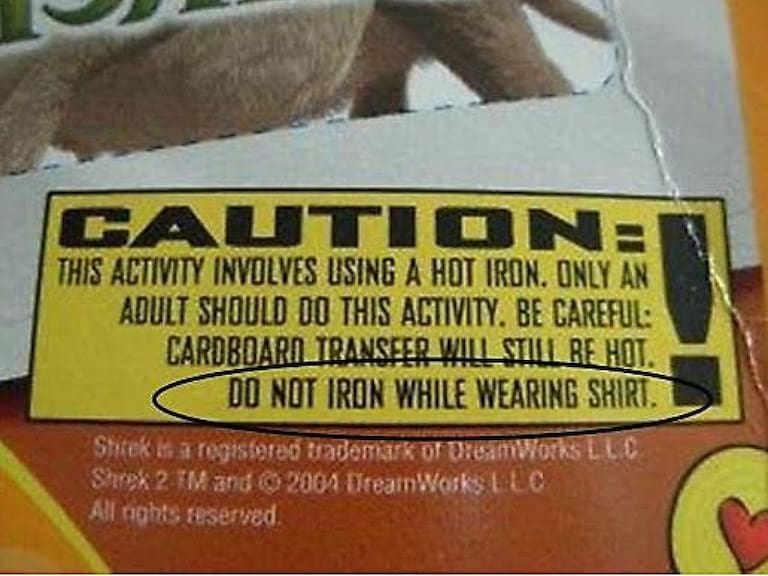 CAUTION:
THIS ACTIVITY INVOLVES USING A HOT IRON. ONLY AN
ADULT SHOULD DO THIS ACTIVITY. BE CAREFUL:
CARDBOARD TRANSFER WILL STILL BE HOT.
DO NOT IRON WHILE WEARING SHIRT.
!
Shrek is a registered trademark of DreamWorks L.L.C.
Shrek 2 TM and © 2004 DreamWorks L.L.C.
All rights reserved.